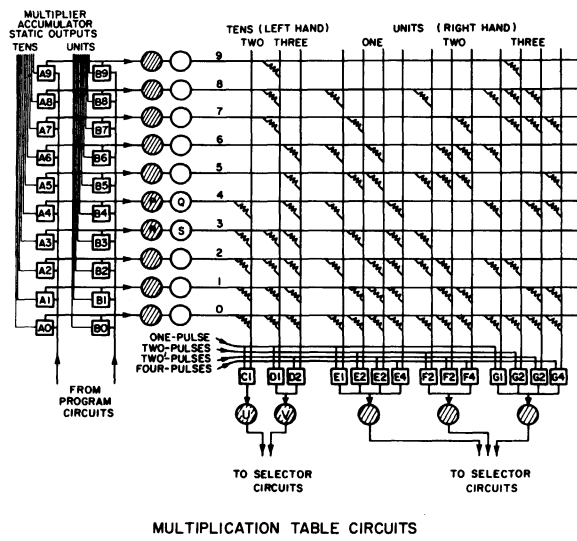 MULTIPLIER
ACCUMULATOR
STATIC OUTPUTS
TENS UNITS
TENS (LEFT HAND) UNITS (RIGHT HAND)
TWO THREE ONE TWO THREE
9
A9 B9
8
A8 B8
7
A7 B7
6
A6 B6
5
A5 B5
4
A4 B4 Q
3
A3 B3 S
2
A2 B2
1
A1 B1
0
A0 B0
ONE-PULSE
TWO-PULSES
TWO'-PULSES
FOUR-PULSES
C1 D1 D2 E1 E2 E2 E4 F2 F2 F4 G1 G2 G2 G4
U V
FROM
PROGRAM
CIRCUITS
TO SELECTOR
CIRCUITS
TO SELECTOR
CIRCUITS
MULTIPLICATION TABLE CIRCUITS